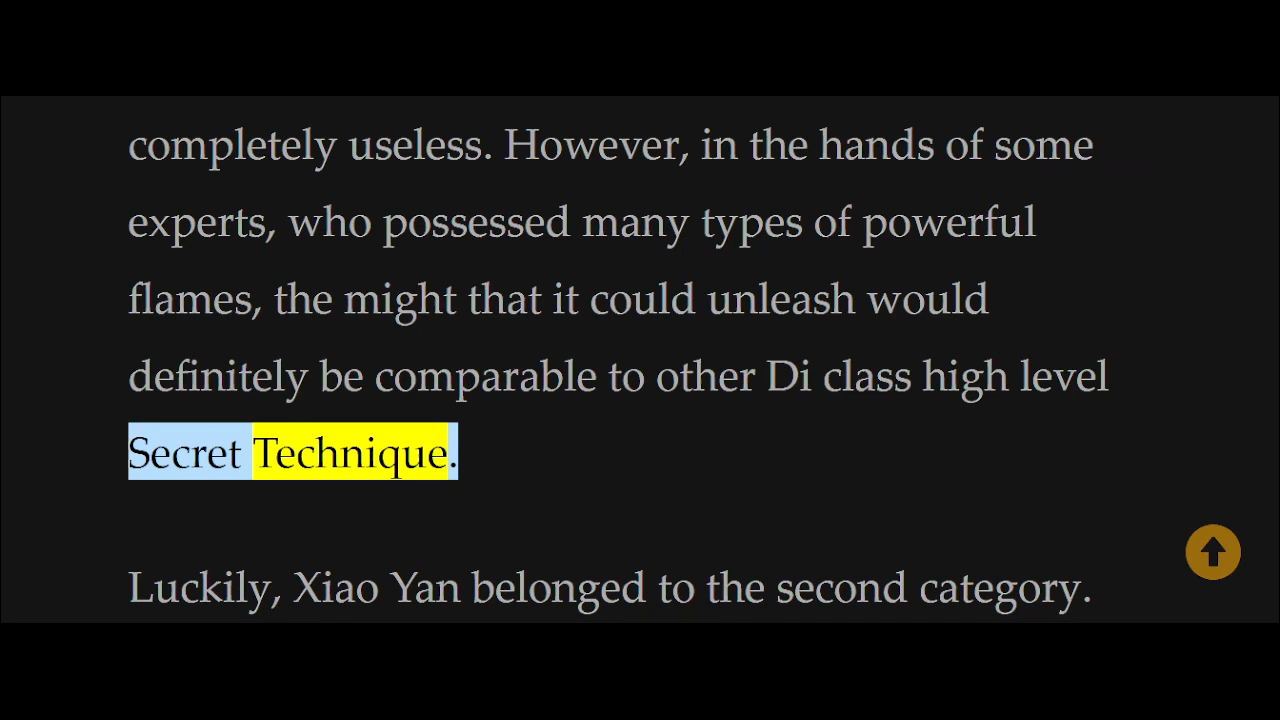 completely useless. However, in the hands of some
experts, who possessed many types of powerful
flames, the might that it could unleash would
definitely be comparable to other Di class high level
Secret Technique.
Luckily, Xiao Yan belonged to the second category.